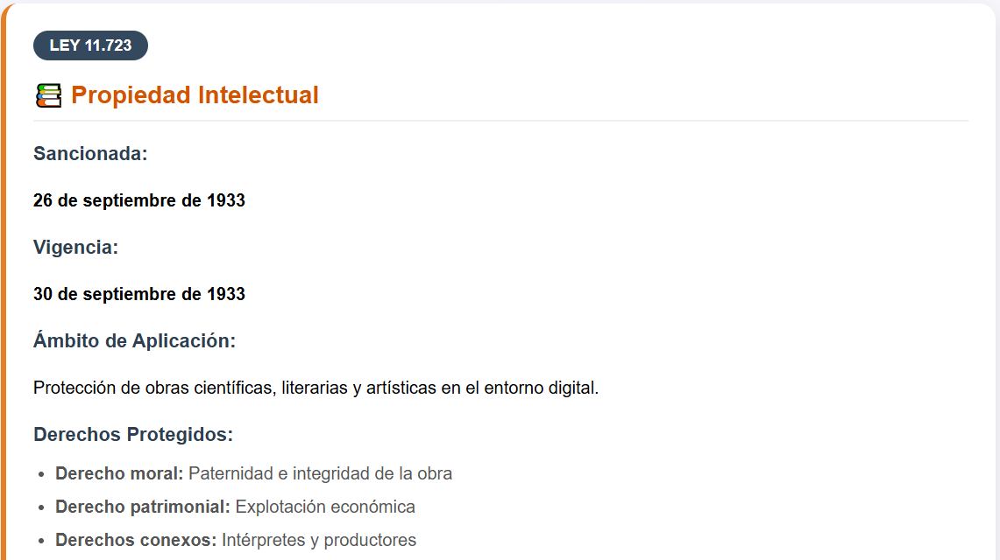 LEY 11.723
Propiedad Intelectual
Sancionada:
26 de septiembre de 1933
Vigencia:
30 de septiembre de 1933
Ámbito de Aplicación:
Protección de obras científicas, literarias y artísticas en el entorno digital.
Derechos Protegidos:
• Derecho moral: Paternidad e integridad de la obra
• Derecho patrimonial: Explotación económica
• Derechos conexos: Intérpretes y productores